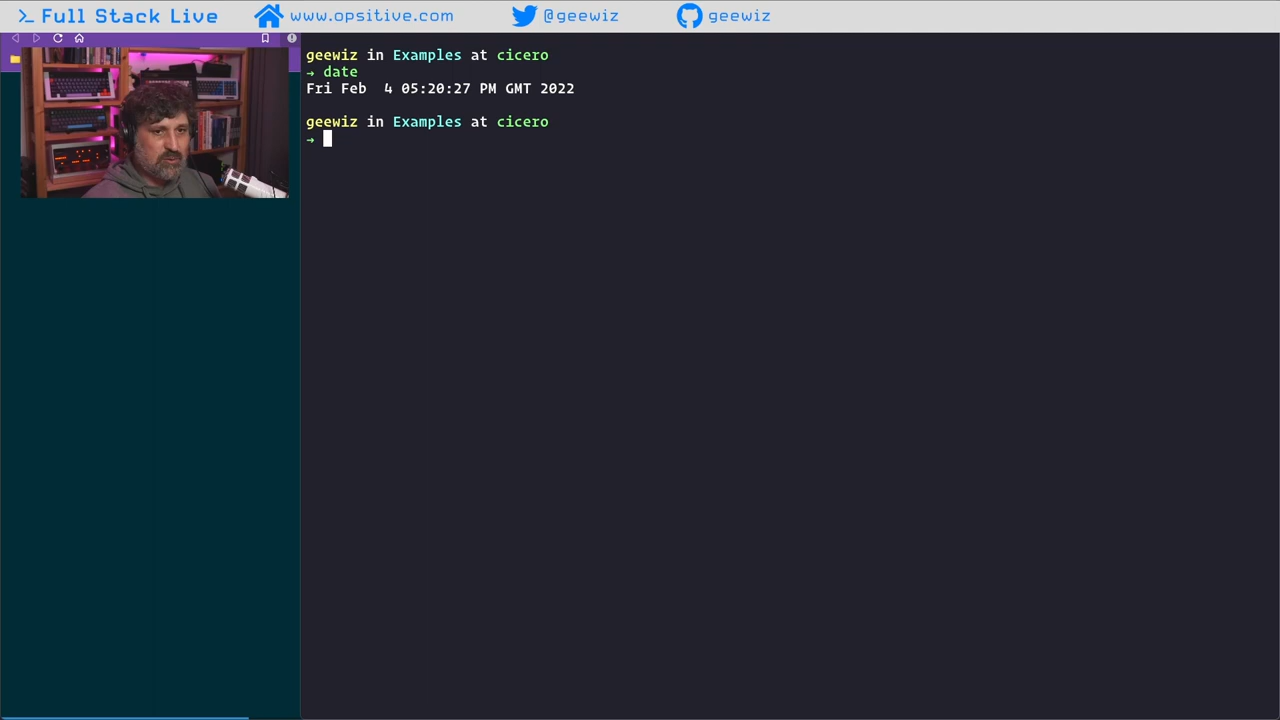 >_ Full Stack Live www.opsitive.com @geewiz geewiz
geewiz in Examples at cicero
→ date
Fri Feb  4 05:20:27 PM GMT 2022
geewiz in Examples at cicero
→